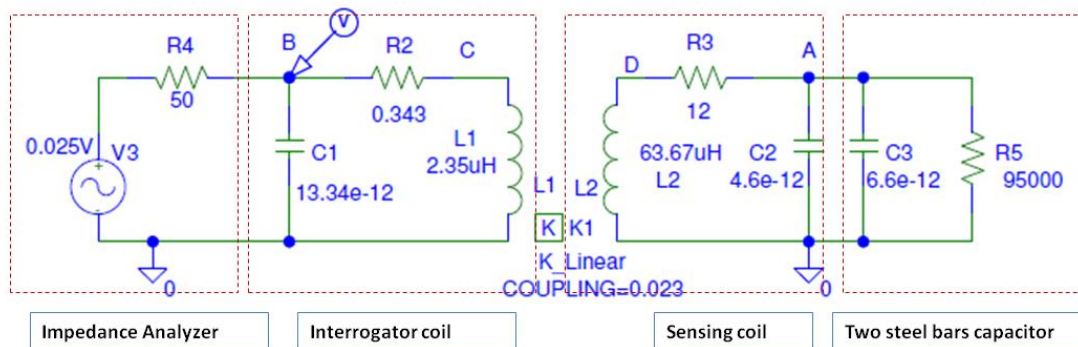 R4
50
0.025V
V3
0
B
V
R2
0.343
C
C1
13.34e-12
L1
2.35uH
L1
K
K1
K_Linear
COUPLING=0.023
D
R3
12
A
63.67uH
L2
L2
C2
4.6e-12
0
C3
6.6e-12
R5
95000
Impedance Analyzer
Interrogator coil
Sensing coil
Two steel bars capacitor